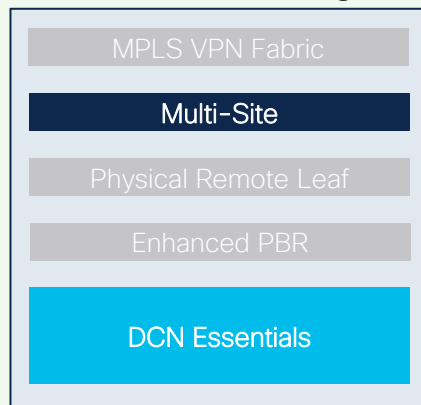 MPLS VPN Fabric
Multi-Site
Physical Remote Leaf
Enhanced PBR
DCN Essentials